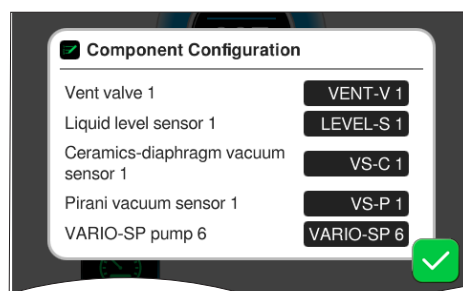 Component Configuration
Vent valve 1 VENT-V 1
Liquid level sensor 1 LEVEL-S 1
Ceramics-diaphragm vacuum
sensor 1 VS-C 1
Pirani vacuum sensor 1 VS-P 1
VARIO-SP pump 6 VARIO-SP 6